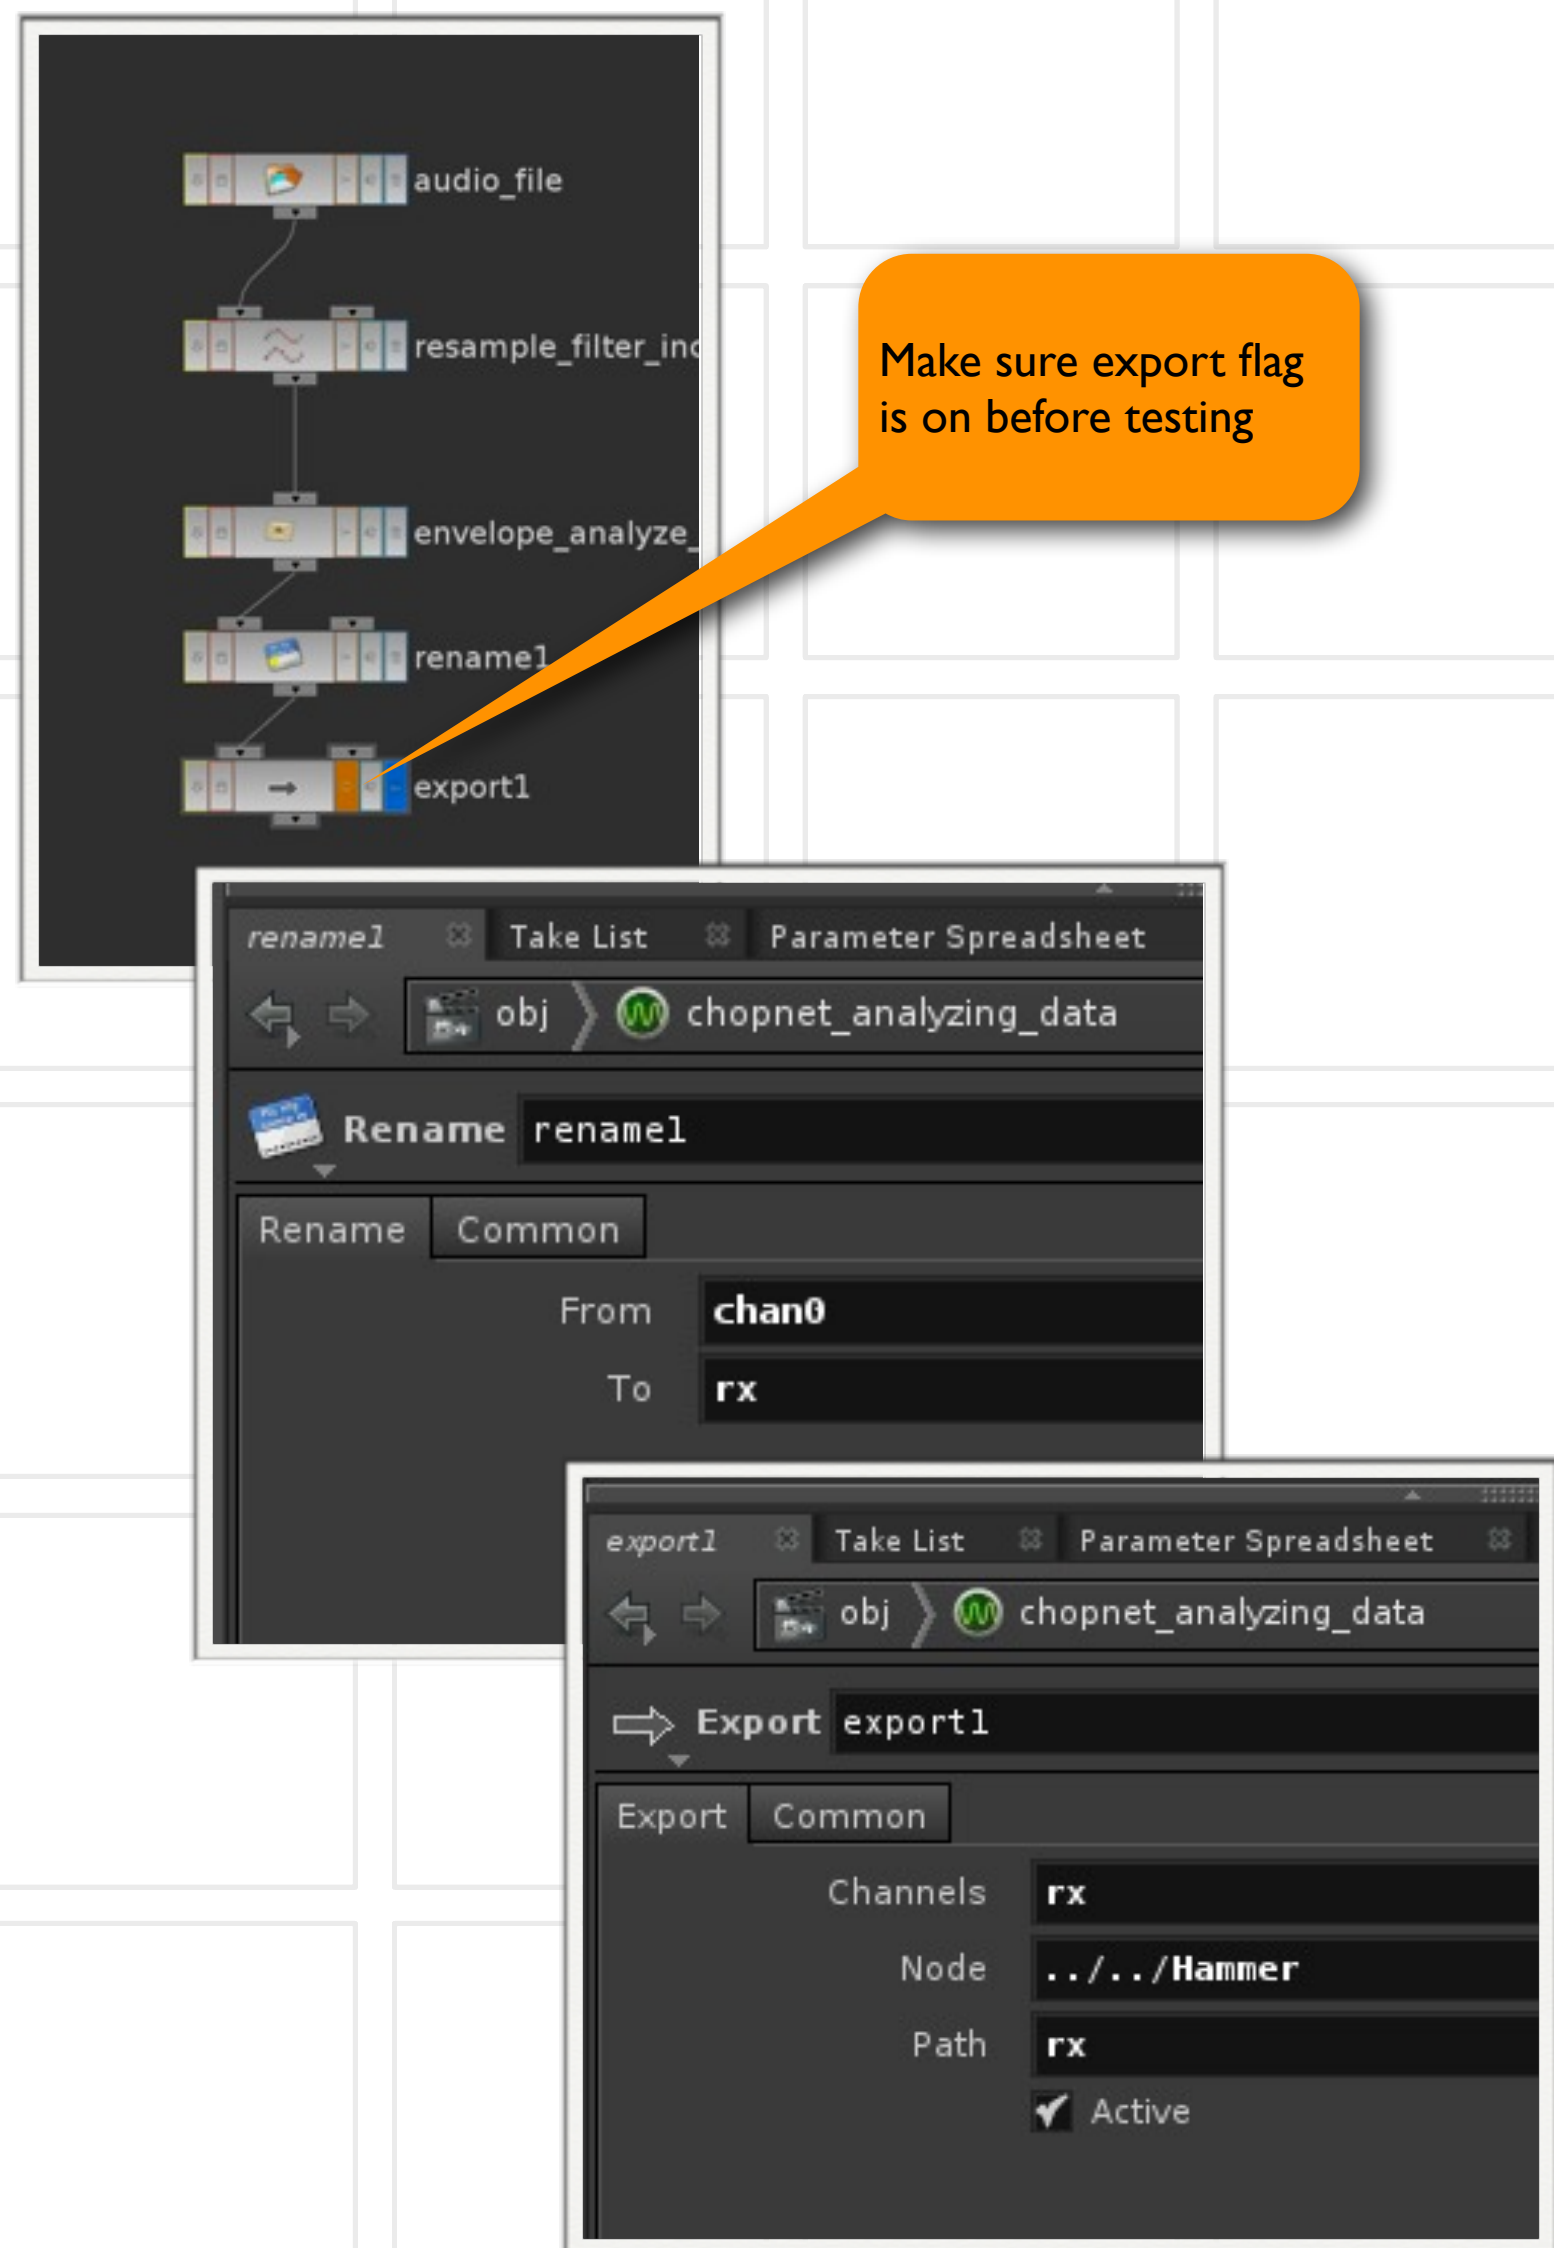 audio_file
resample_filter_inc
Make sure export flag
is on before testing
envelope_analyze_
rename1
export1
rename1 Take List Parameter Spreadsheet
obj chopnet_analyzing_data
Rename rename1
Rename Common
From chan0
To rx
export1 Take List Parameter Spreadsheet
obj chopnet_analyzing_data
Export export1
Export Common
Channels rx
Node ../../Hammer
Path rx
Active